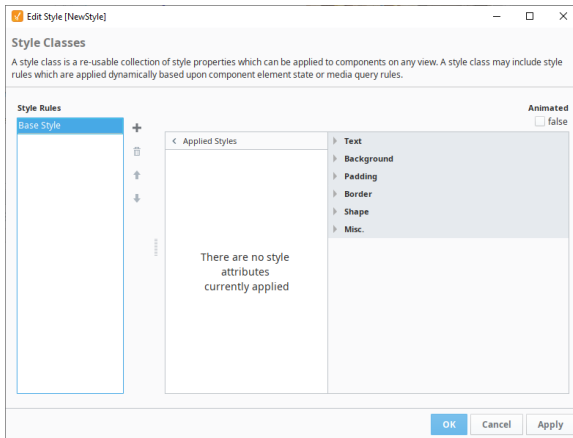 Edit Style [NewStyle]
Style Classes
A style class is a re-usable collection of style properties which can be applied to components on any view. A style class may include style
rules which are applied dynamically based upon component element state or media query rules.
Style Rules
Animated
Base Style
false
Applied Styles
Text
Background
Padding
Border
Shape
Misc.
There are no style
attributes
currently applied
OK
Cancel
Apply